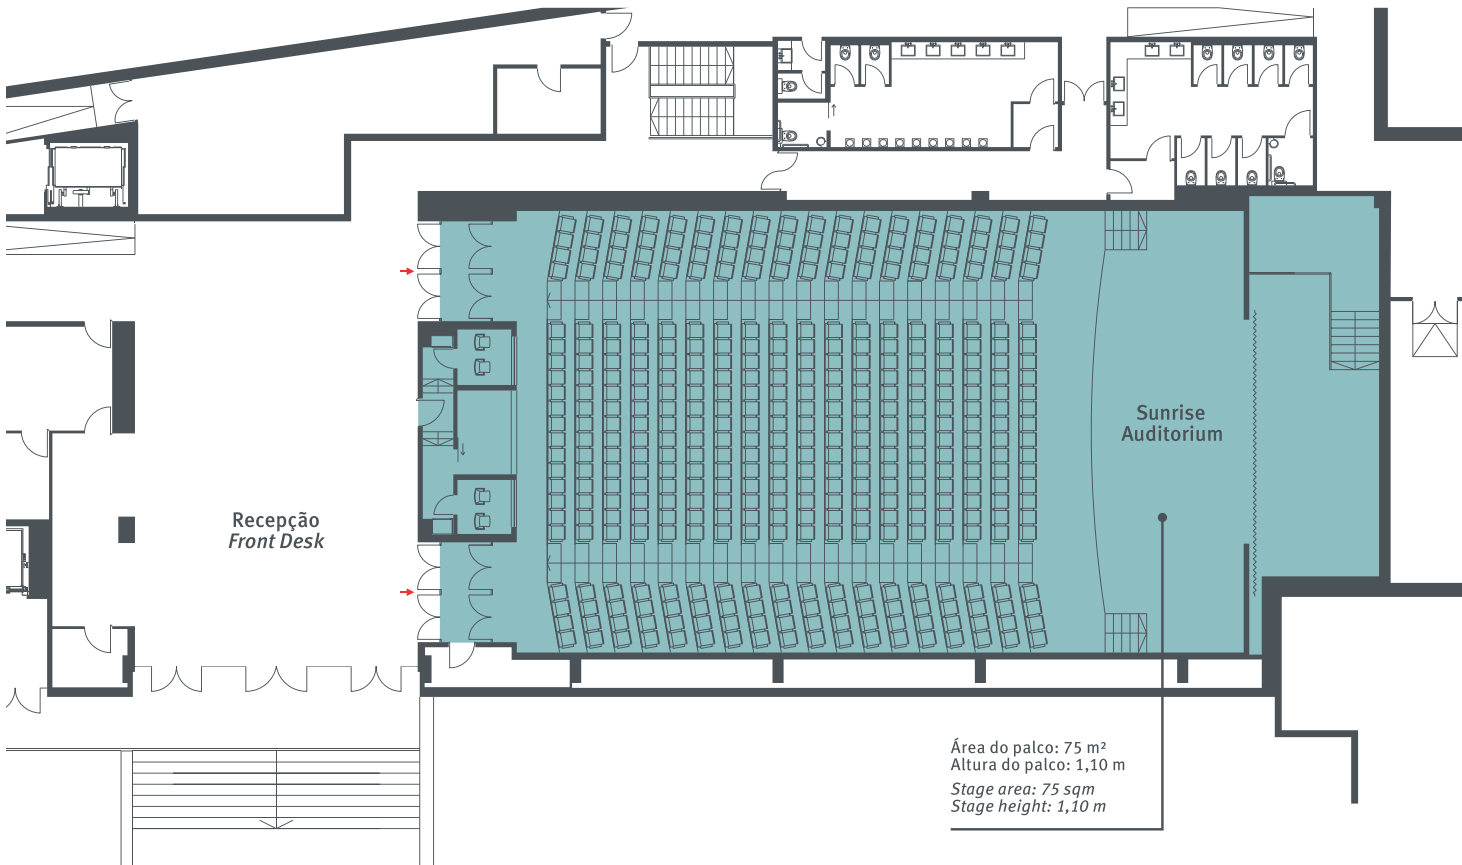 Sunrise
Auditorium
Recepção
Front Desk
Área do palco: 75 m²
Altura do palco: 1,10 m
Stage area: 75 sqm
Stage height: 1,10 m